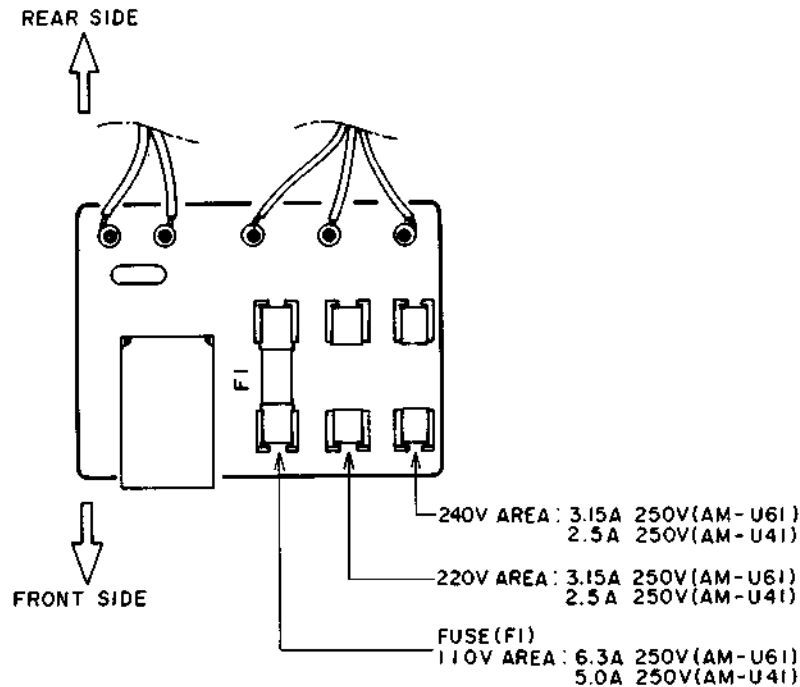 REAR SIDE
F1
240V AREA: 3.15A 250V(AM-U61)
2.5A 250V(AM-U41)
220V AREA: 3.15A 250V(AM-U61)
2.5A 250V(AM-U41)
FRONT SIDE
FUSE(F1)
110V AREA: 6.3A 250V(AM-U61)
5.0A 250V(AM-U41)